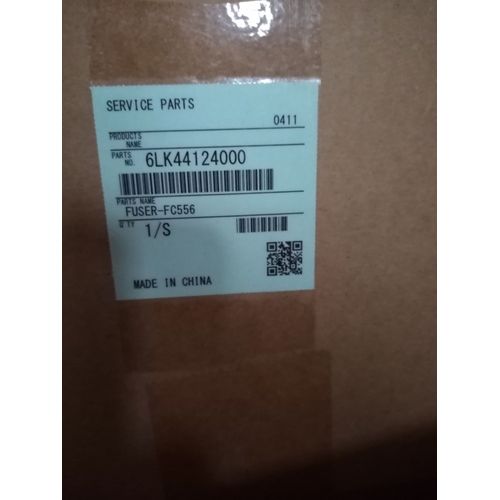 SERVICE PARTS
0411
PRODUCTS
NAME
PARTS NO. 6LK44124000
PARTS NAME
FUSER-FC556
Q'TY 1/S
MADE IN CHINA